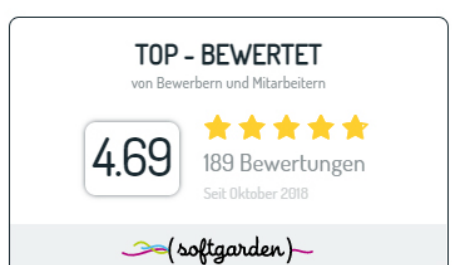 TOP - BEWERTET
von Bewerbern und Mitarbeitern
4.69
189 Bewertungen
Seit Oktober 2018
(softgarden)